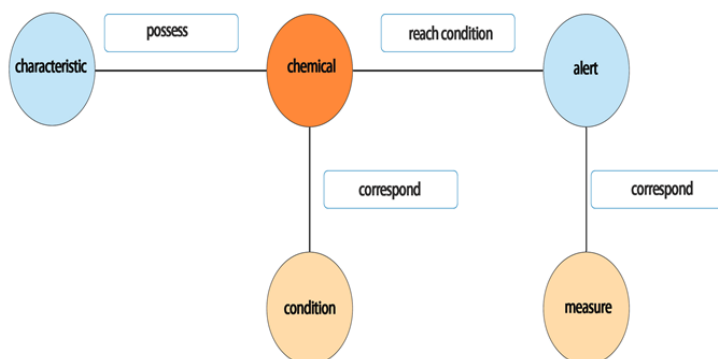 possess
reach condition
characteristic
chemical
alert
correspond
correspond
condition
measure